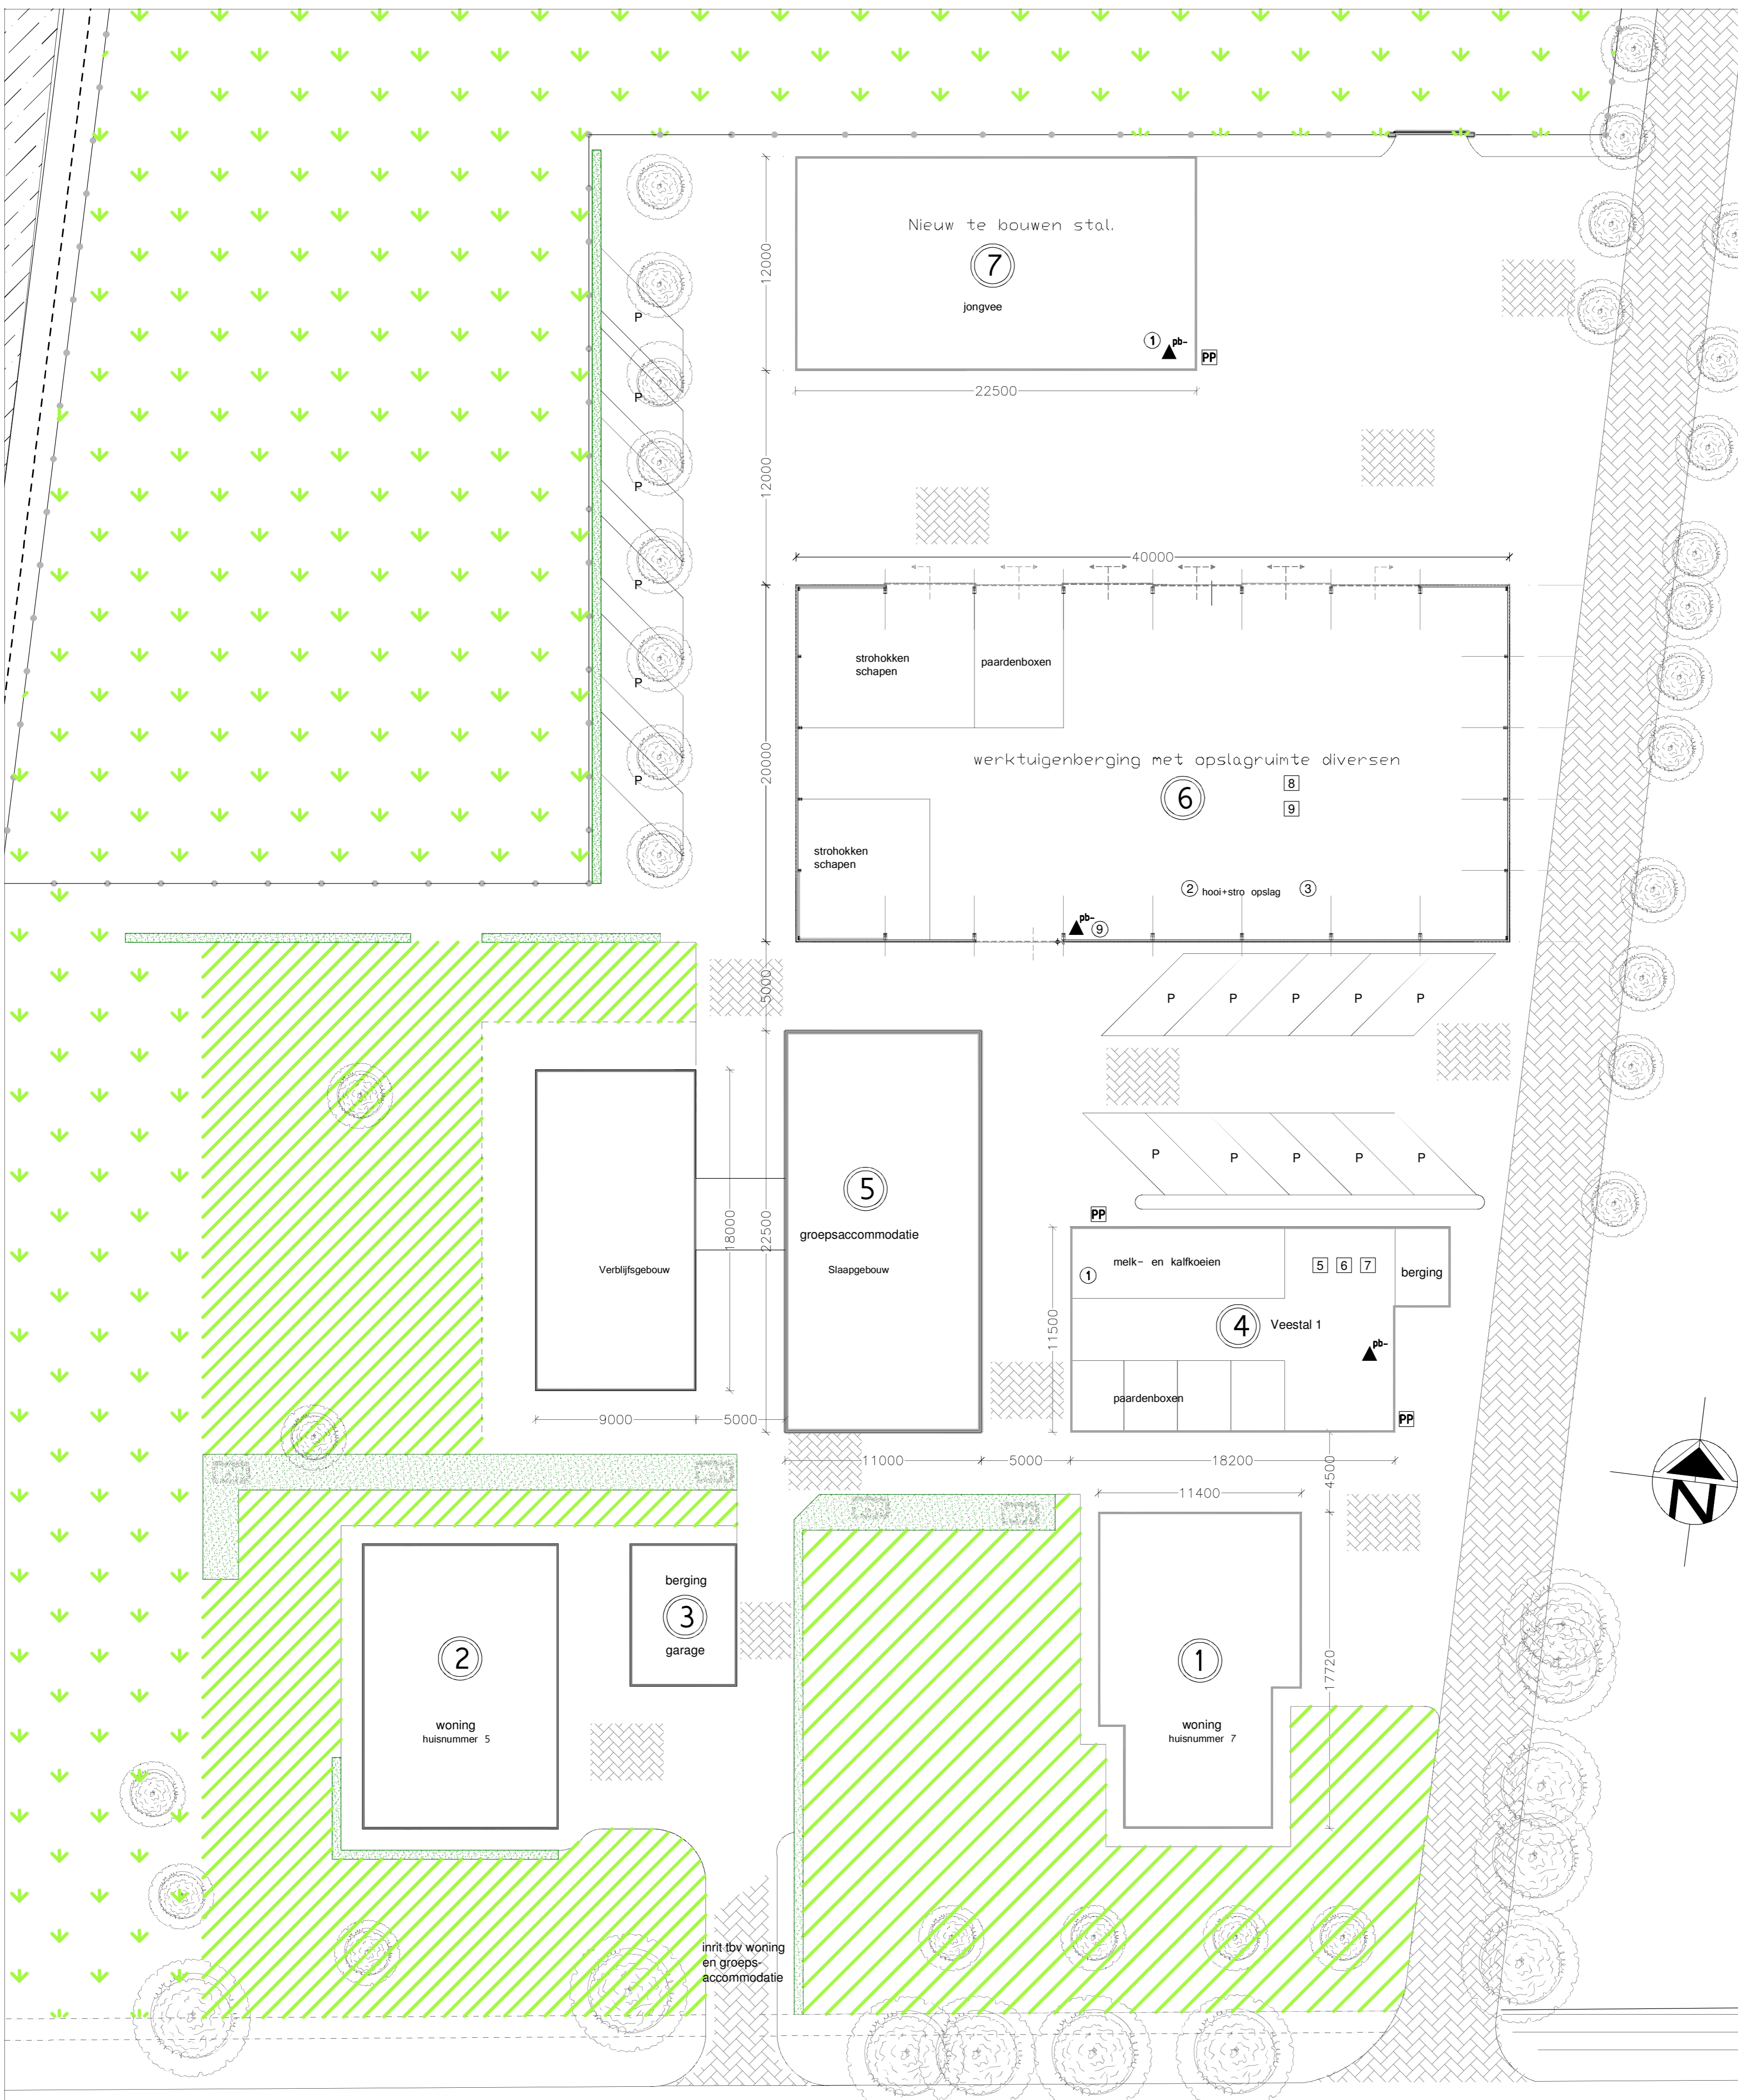 Nieuw te bouwen stal.
7
12000
jongvee
P
1
pb-
PP
22500
P
12000
P
40000
P
strohokken
schapen
paardenboxen
P
20000
werktuigenberging met opslagruimte diversen
P
8
6
9
strohokken
schapen
2
hooi+stro opslag
3
pb-
9
5000
P P P P P
P P P P P
5
PP
18000
22500
groepsaccommodatie
Verblijfsgebouw
Slaapgebouw
melk- en kalfkoeien
5 6 7
berging
1
11500
4
Veestal 1
pb-
paardenboxen
PP
9000
5000
11000
5000
18200
4500
11400
N
berging
3
garage
2
1
17720
woning
huisnummer 5
woning
huisnummer 7
inrit tbv woning
en groeps-
accommodatie